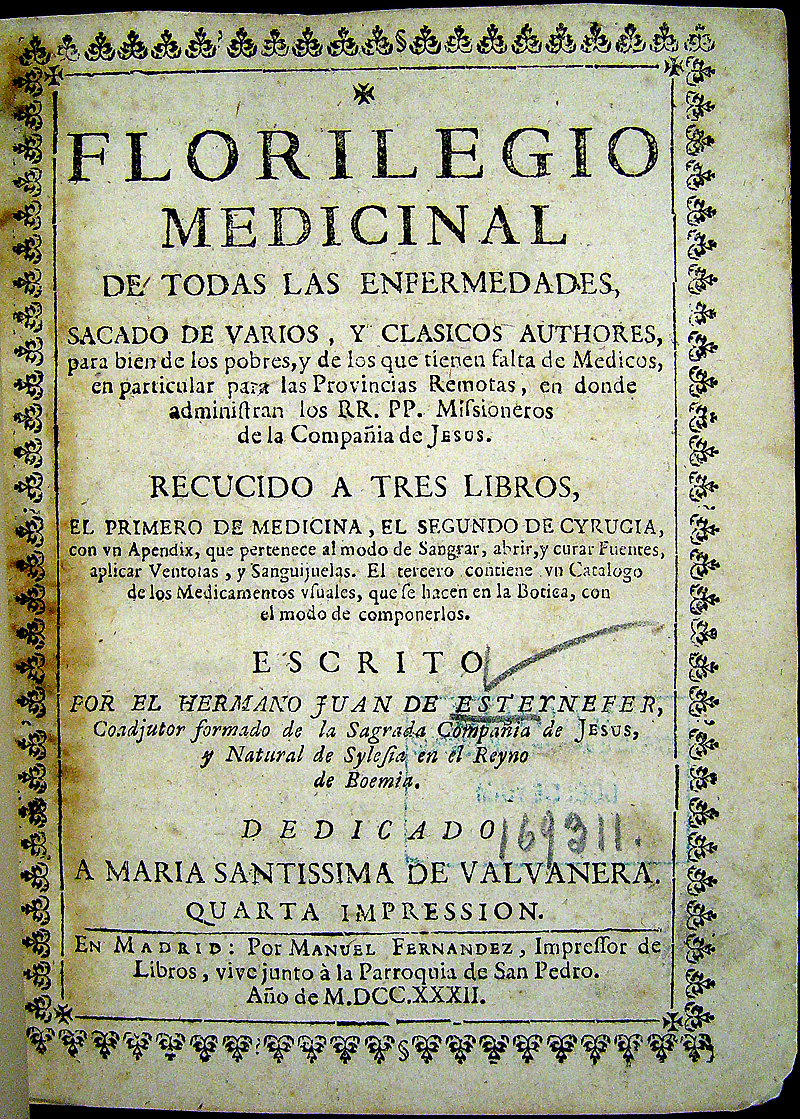 FLORILEGIO
MEDICINAL
DE TODAS LAS ENFERMEDADES,
SACADO DE VARIOS, Y CLASICOS AUTHORES,
para bien de los pobres, y de los que tienen falta de Medicos,
en particular para las Provincias Remotas, en donde
adminiſtran los RR. PP. Miſsioneros
de la Compañia de JESUS.
RECUCIDO A TRES LIBROS,
EL PRIMERO DE MEDICINA, EL SEGUNDO DE CYRUGIA,
con vn Apendix, que pertenece al modo de Sangrar, abrir, y curar Fuentes,
aplicar Ventoſas, y Sanguijuelas. El tercero contiene vn Catalogo
de los Medicamentos vſuales, que ſe hacen en la Botica, con
el modo de componerlos.
ESCRITO
POR EL HERMANO JUAN DE ESTEYNEFER,
Coadjutor formado de la Sagrada Compañia de JESUS,
y Natural de Syleſia en el Reyno
de Boemia.
DEDICADO
169311.
A MARIA SANTISSIMA DE VALVANERA.
QUARTA IMPRESSION.
EN MADRID: Por MANUEL FERNANDEZ, Impreſſor de
Libros, vive junto à la Parroquia de San Pedro.
Año de M.DCC.XXXII.